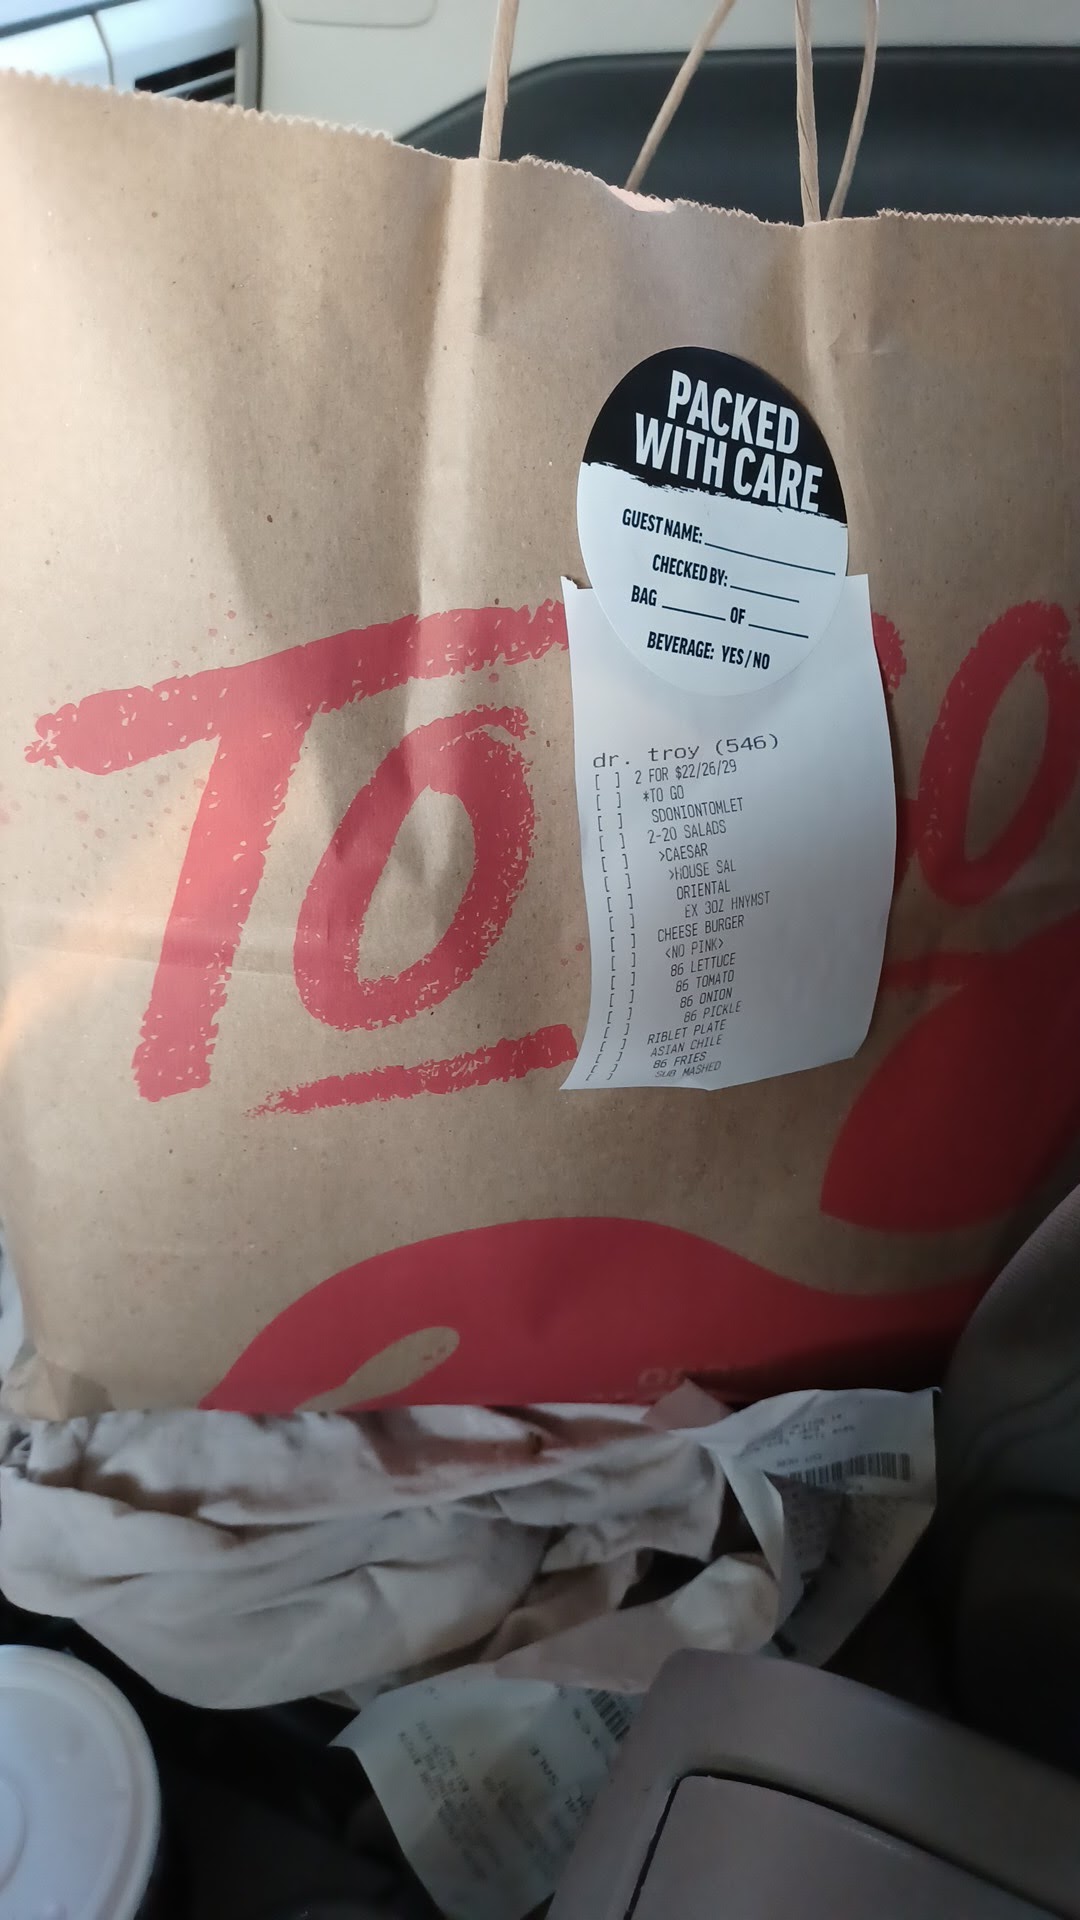 PACKED
WITH CARE
GUEST NAME:
CHECKED BY:
BAG OF
BEVERAGE: YES / NO
TO GO
dr. troy (546)
[ ] 2 FOR $22/26/29
[ ] *TO GO
[ ] SDONIONTOMLET
[ ] 2-20 SALADS
[ ] >CAESAR
[ ] >HOUSE SAL
[ ] ORIENTAL
[ ] EX 3OZ HNYMST
[ ] CHEESE BURGER
[ ] <NO PINK>
[ ] 86 LETTUCE
[ ] 86 TOMATO
[ ] 86 ONION
[ ] 86 PICKLE
[ ] RIBLET PLATE
[ ] ASIAN CHILE
[ ] 86 FRIES
[ ] SUB MASHED